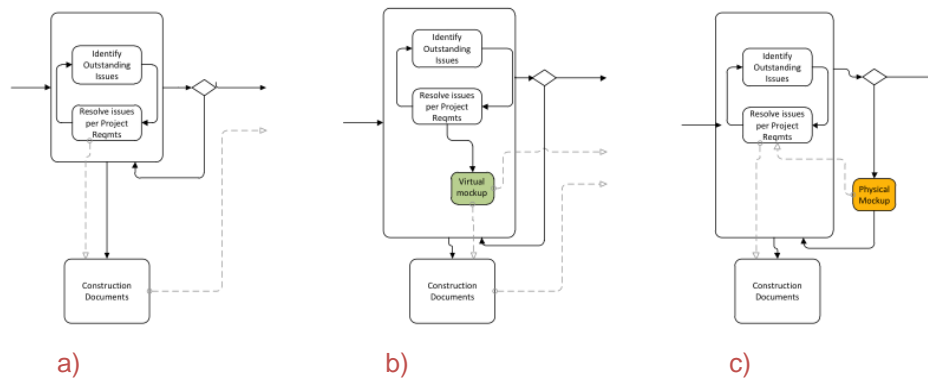 Identify
Outstanding
Issues
Resolve issues
per Project
Reqmts
Construction
Documents
a)
Identify
Outstanding
Issues
Resolve issues
per Project
Reqmts
Virtual
mockup
Construction
Documents
b)
Identify
Outstanding
Issues
Resolve issues
per Project
Reqmts
Physical
Mockup
Construction
Documents
c)